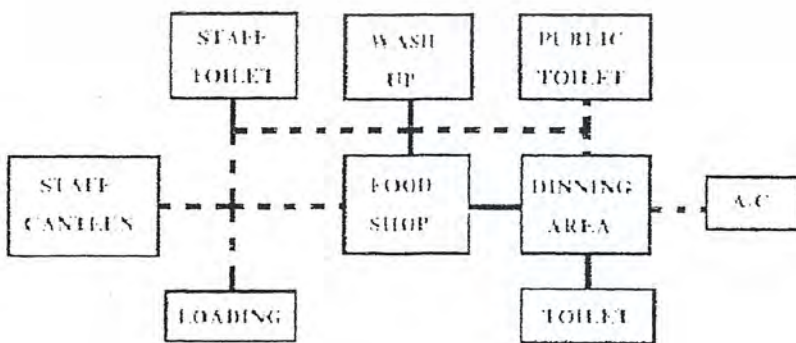 STAFF
TOILET
WASH
UP
PUBLIC
TOILET
STAFF
CANTEEN
FOOD
SHOP
DINNING
AREA
A.C
LOADING
TOILET